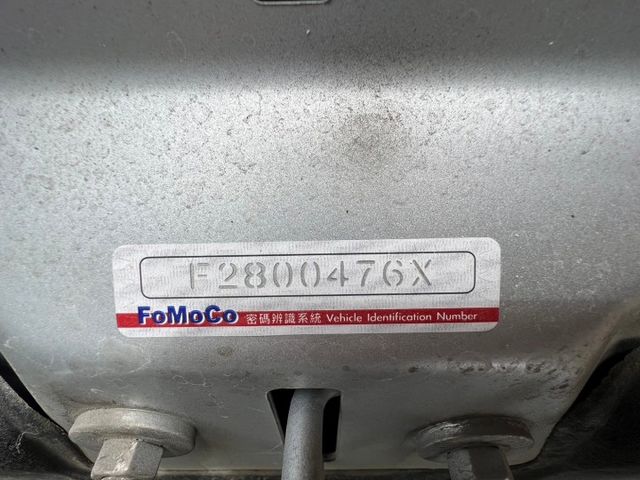 F2800476X
FoMoCo 密碼辨識系統 Vehicle Identification Number